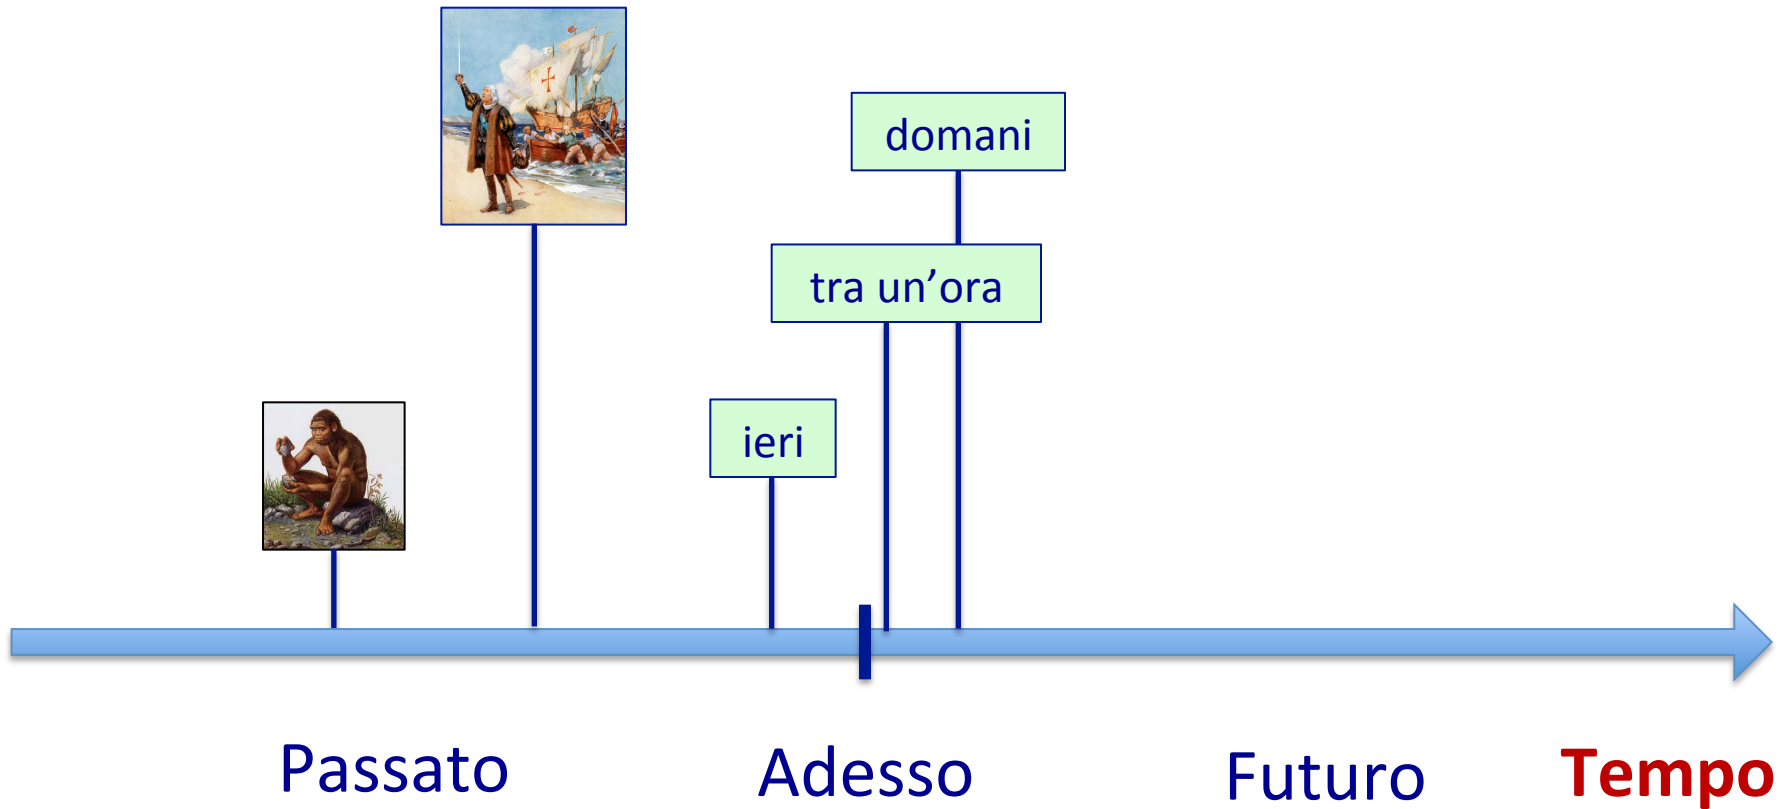 domani
tra un’ora
ieri
Passato
Adesso
Futuro
Tempo